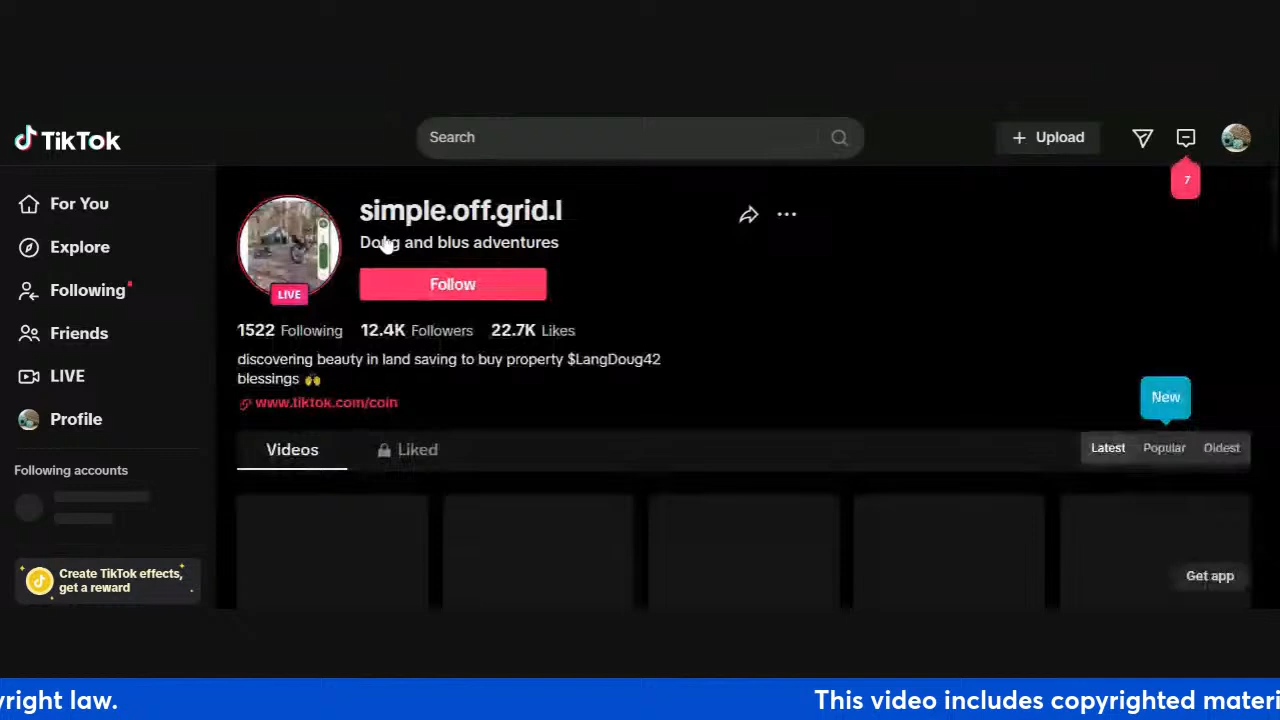 TikTok
Search
+ Upload
7
For You
Explore
Following
Friends
LIVE
Profile
Following accounts
Create TikTok effects,
get a reward
simple.off.grid.l
Doug and blus adventures
LIVE
Follow
1522 Following 12.4K Followers 22.7K Likes
discovering beauty in land saving to buy property $LangDoug42
blessings 🙌
www.tiktok.com/coin
Videos Liked
New
Latest Popular Oldest
Get app
yright law. This video includes copyrighted materi